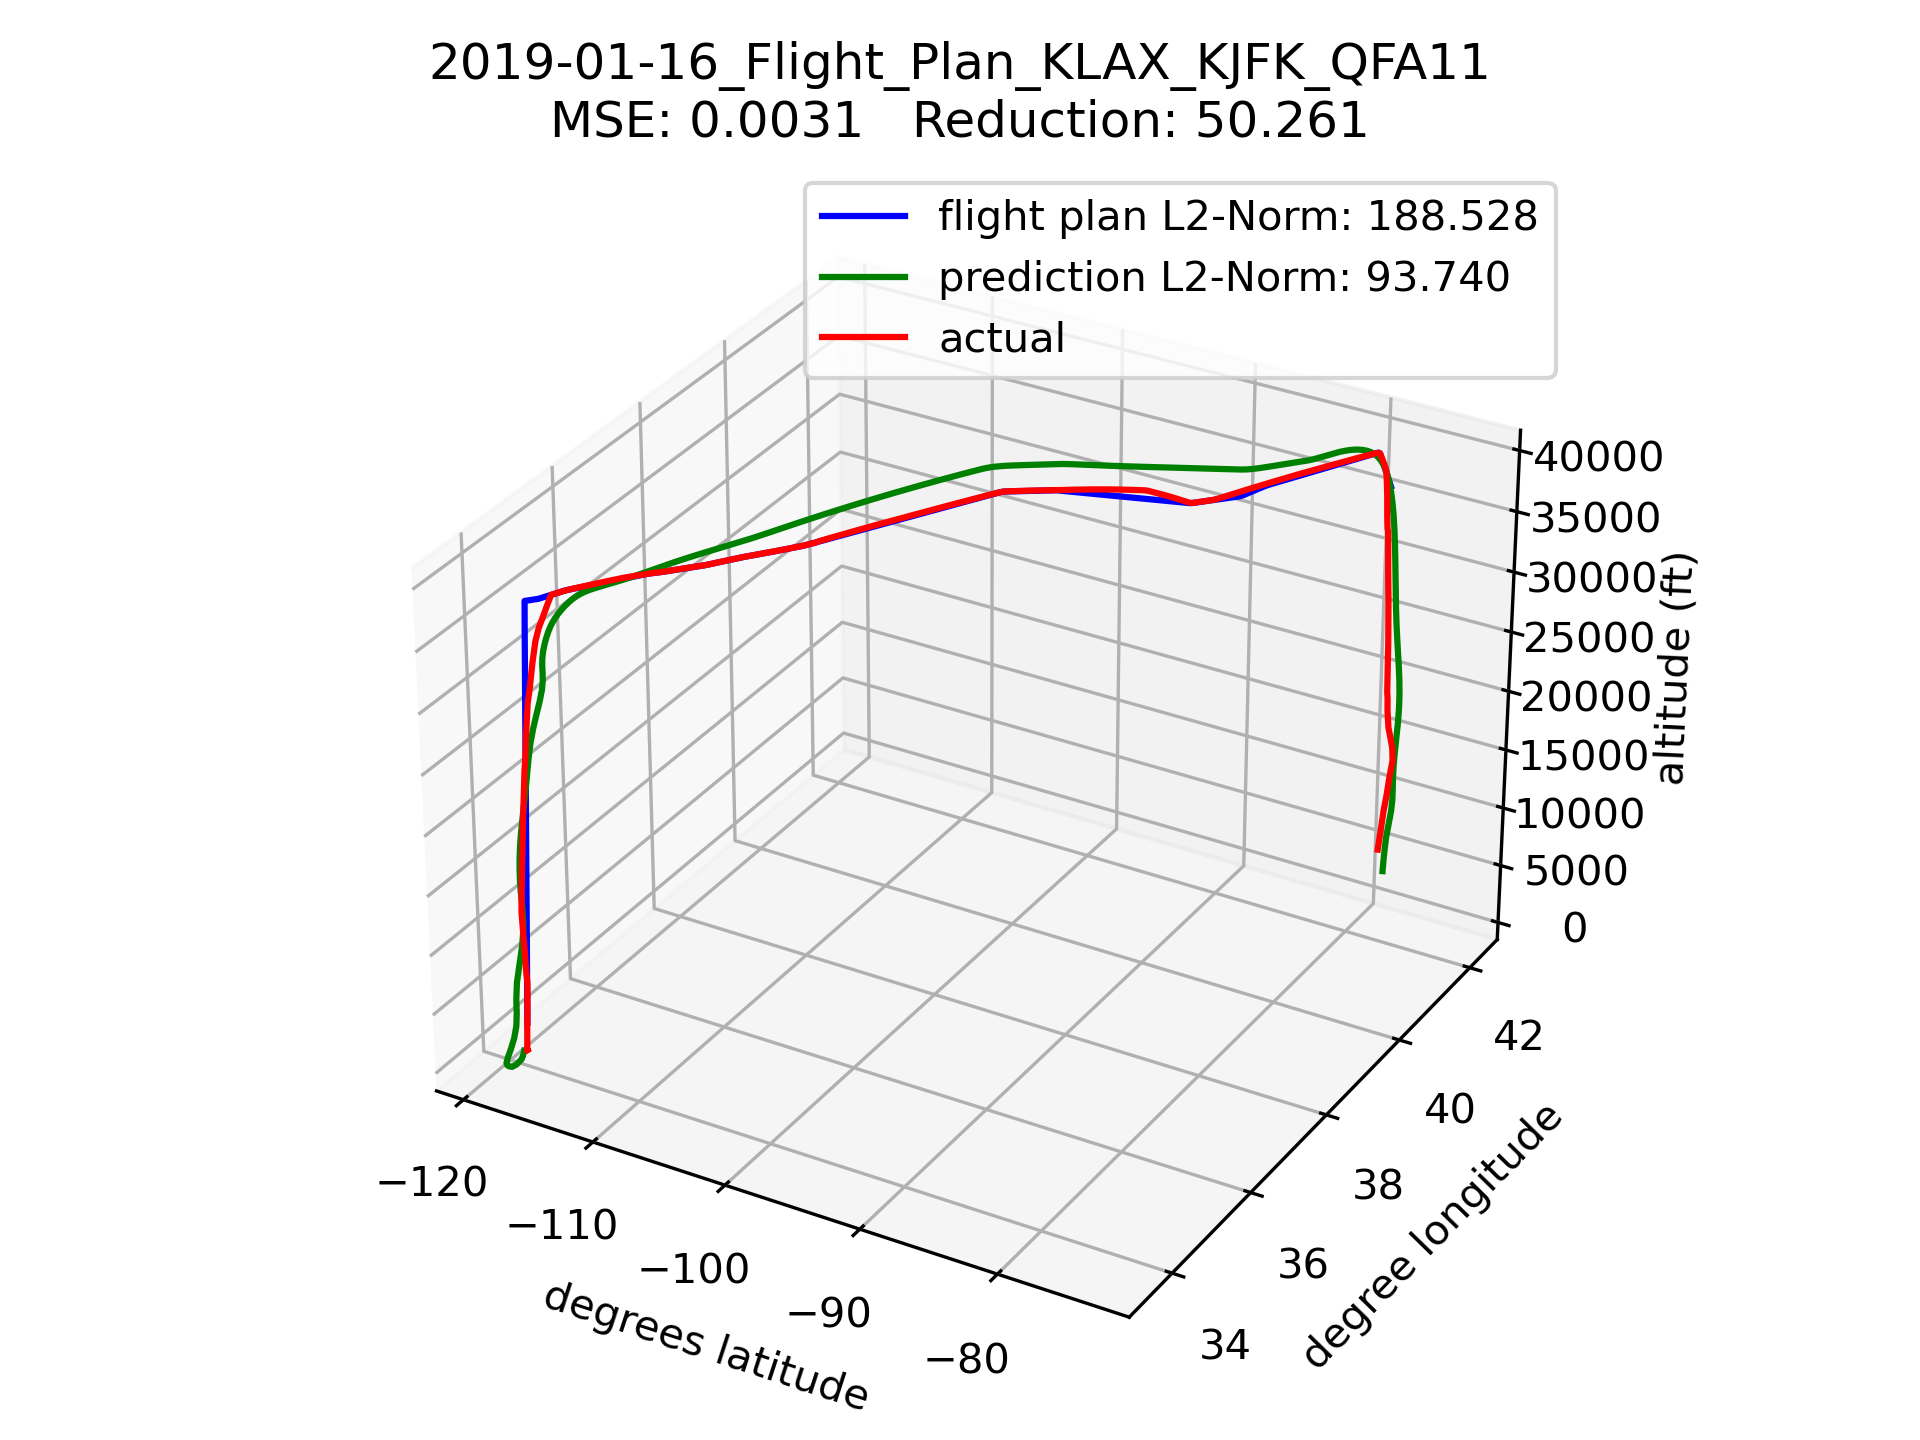 2019-01-16_Flight_Plan_KLAX_KJFK_QFA11
MSE: 0.0031 Reduction: 50.261
flight plan L2-Norm: 188.528
prediction L2-Norm: 93.740
actual
40000
35000
30000
25000
20000
15000
10000
5000
0
altitude (ft)
42
40
38
36
34
degree longitude
−120
−110
−100
−90
−80
degrees latitude